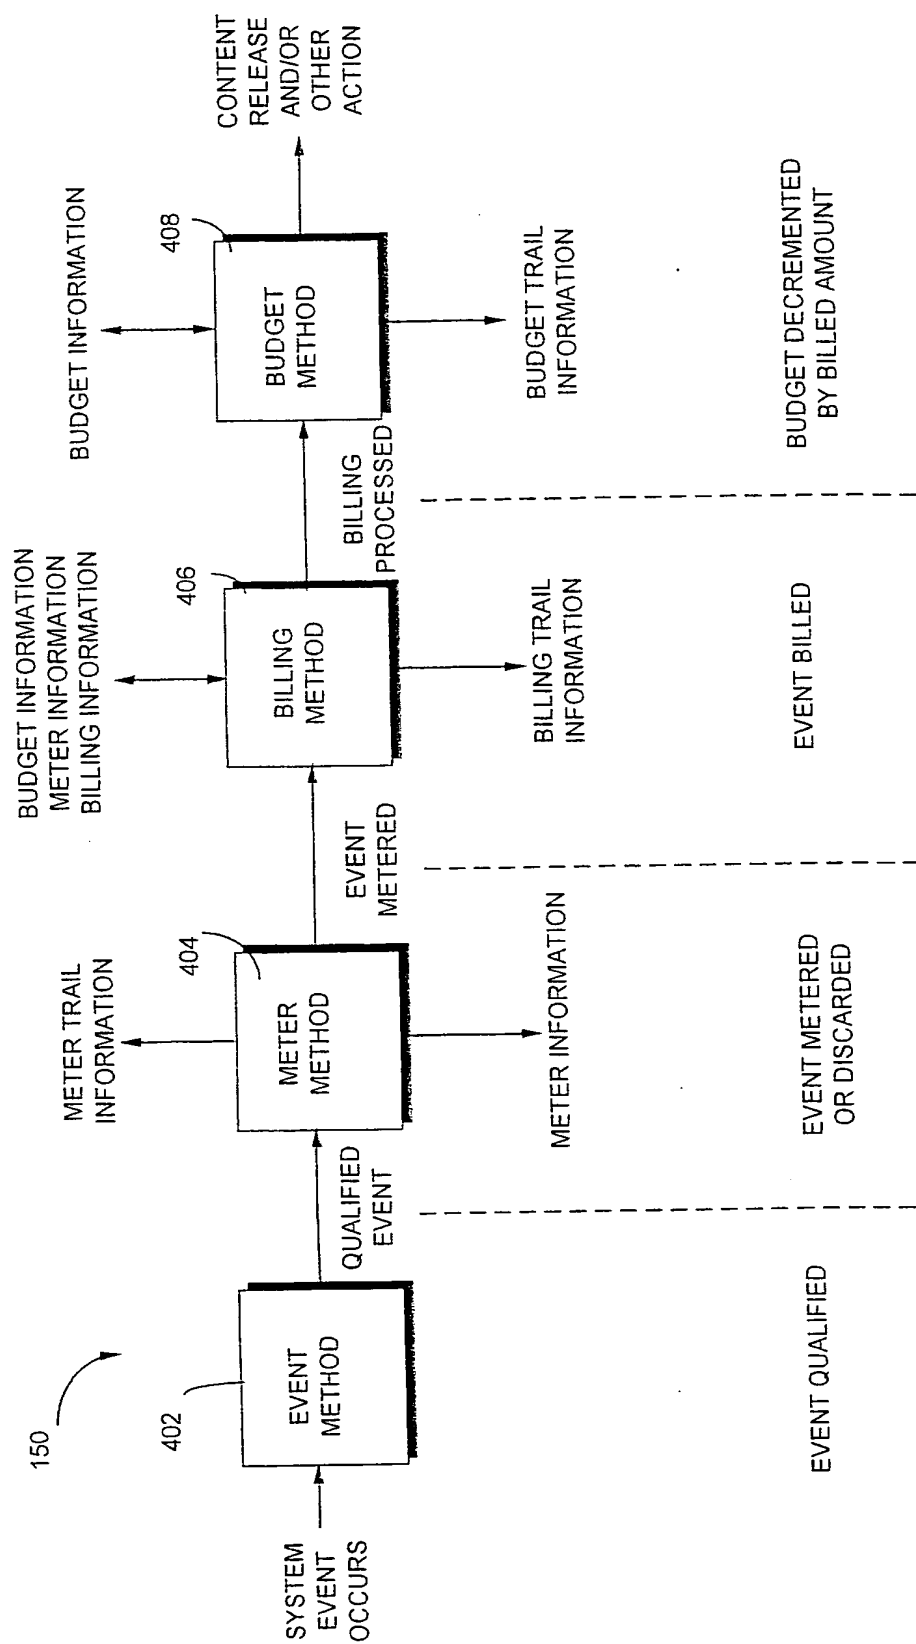 150
SYSTEM
EVENT
OCCURS
402
EVENT
METHOD
QUALIFIED
EVENT
EVENT QUALIFIED
METER TRAIL
INFORMATION
404
METER
METHOD
EVENT
METERED
METER INFORMATION
EVENT METERED
OR DISCARDED
BUDGET INFORMATION
METER INFORMATION
BILLING INFORMATION
406
BILLING
METHOD
BILLING
PROCESSED
BILLING TRAIL
INFORMATION
EVENT BILLED
BUDGET INFORMATION
408
BUDGET
METHOD
CONTENT
RELEASE
AND/OR
OTHER
ACTION
BUDGET TRAIL
INFORMATION
BUDGET DECREMENTED
BY BILLED AMOUNT